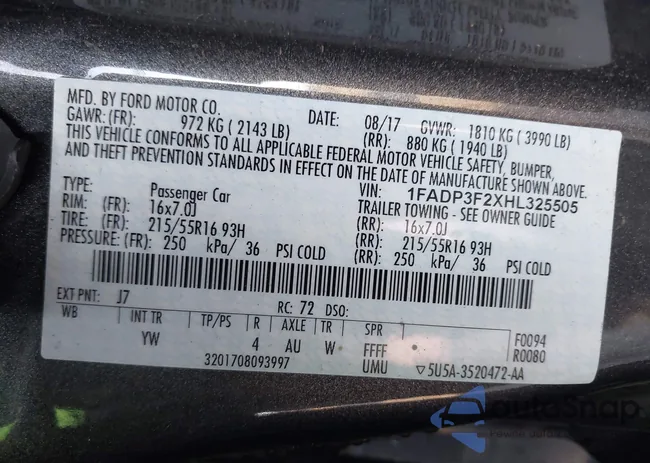 MFD. BY FORD MOTOR CO.
DATE: 08/17 GVWR: 1810 KG ( 3990 LB)
GAWR: (FR): 972 KG ( 2143 LB) (RR): 880 KG ( 1940 LB)
THIS VEHICLE CONFORMS TO ALL APPLICABLE FEDERAL MOTOR VEHICLE SAFETY, BUMPER,
AND THEFT PREVENTION STANDARDS IN EFFECT ON THE DATE OF MANUFACTURE SHOWN ABOVE.
VIN: 1FADP3F2XHL325505
TYPE: Passenger Car TRAILER TOWING - SEE OWNER GUIDE
RIM: (FR): 16x7.0J (RR): 16x7.0J
TIRE: (FR): 215/55R16 93H (RR): 215/55R16 93H
PRESSURE: (FR): 250 kPa/ 36 PSI COLD (RR): 250 kPa/ 36 PSI COLD
EXT PNT: J7 RC: 72 DSO:
WB INT TR TP/PS R AXLE TR SPR F0094
YW 4 AU W FFFF R0080
3201708093997 UMU ▽5U5A-3520472-AA
autoSnap